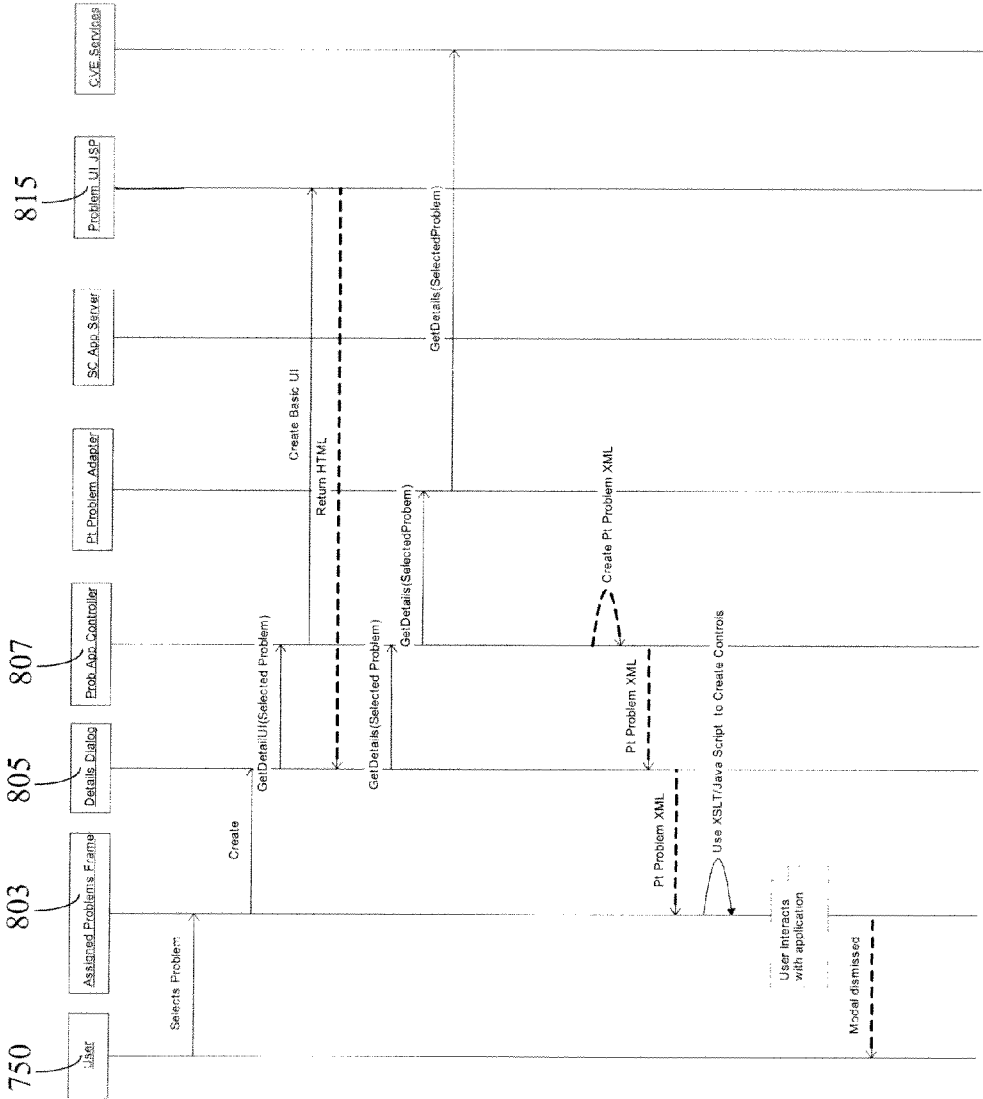 750
803
805
807
815
User
Assigned Problems Frame
Details Dialog
Prob App Controller
Pt Problem Adapter
SC App Server
Problem UI JSP
CVE Services
Selects Problem
Create
GetDetailUI(Selected Problem)
Create Basic UI
Return HTML
GetDetails(Selected Problem)
GetDetails(SelectedProbem)
GetDetails(SelectedProblem)
Create Pt Problem XML
Pt Problem XML
Pt Problem XML
Use XSLT/Java Script to Create Controls
User Interacts
with application
Modal dismissed